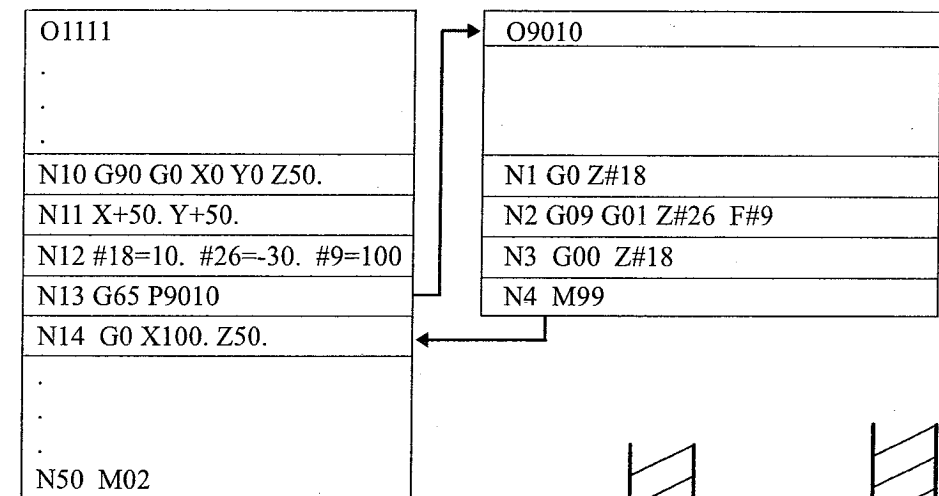 O1111
.
.
.
N10 G90 G0 X0 Y0 Z50.
N11 X+50. Y+50.
N12 #18=10. #26=-30. #9=100
N13 G65 P9010
N14 G0 X100. Z50.
.
.
.
N50 M02
O9010
N1 G0 Z#18
N2 G09 G01 Z#26 F#9
N3 G00 Z#18
N4 M99